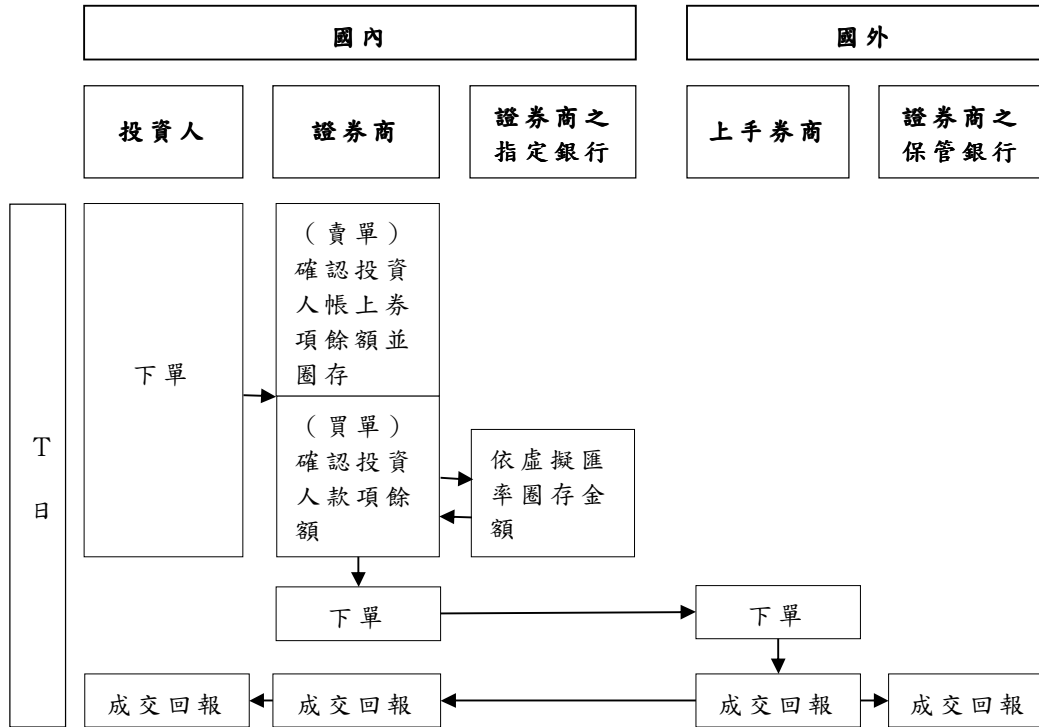 國內
國外
投資人
證券商
證券商之
指定銀行
上手券商
證券商之
保管銀行
T
日
下單
（賣單）
確認投資
人帳上券
項餘額並
圈存
（買單）
確認投資
人款項餘
額
依虛擬匯
率圈存金
額
下單
下單
成交回報
成交回報
成交回報
成交回報